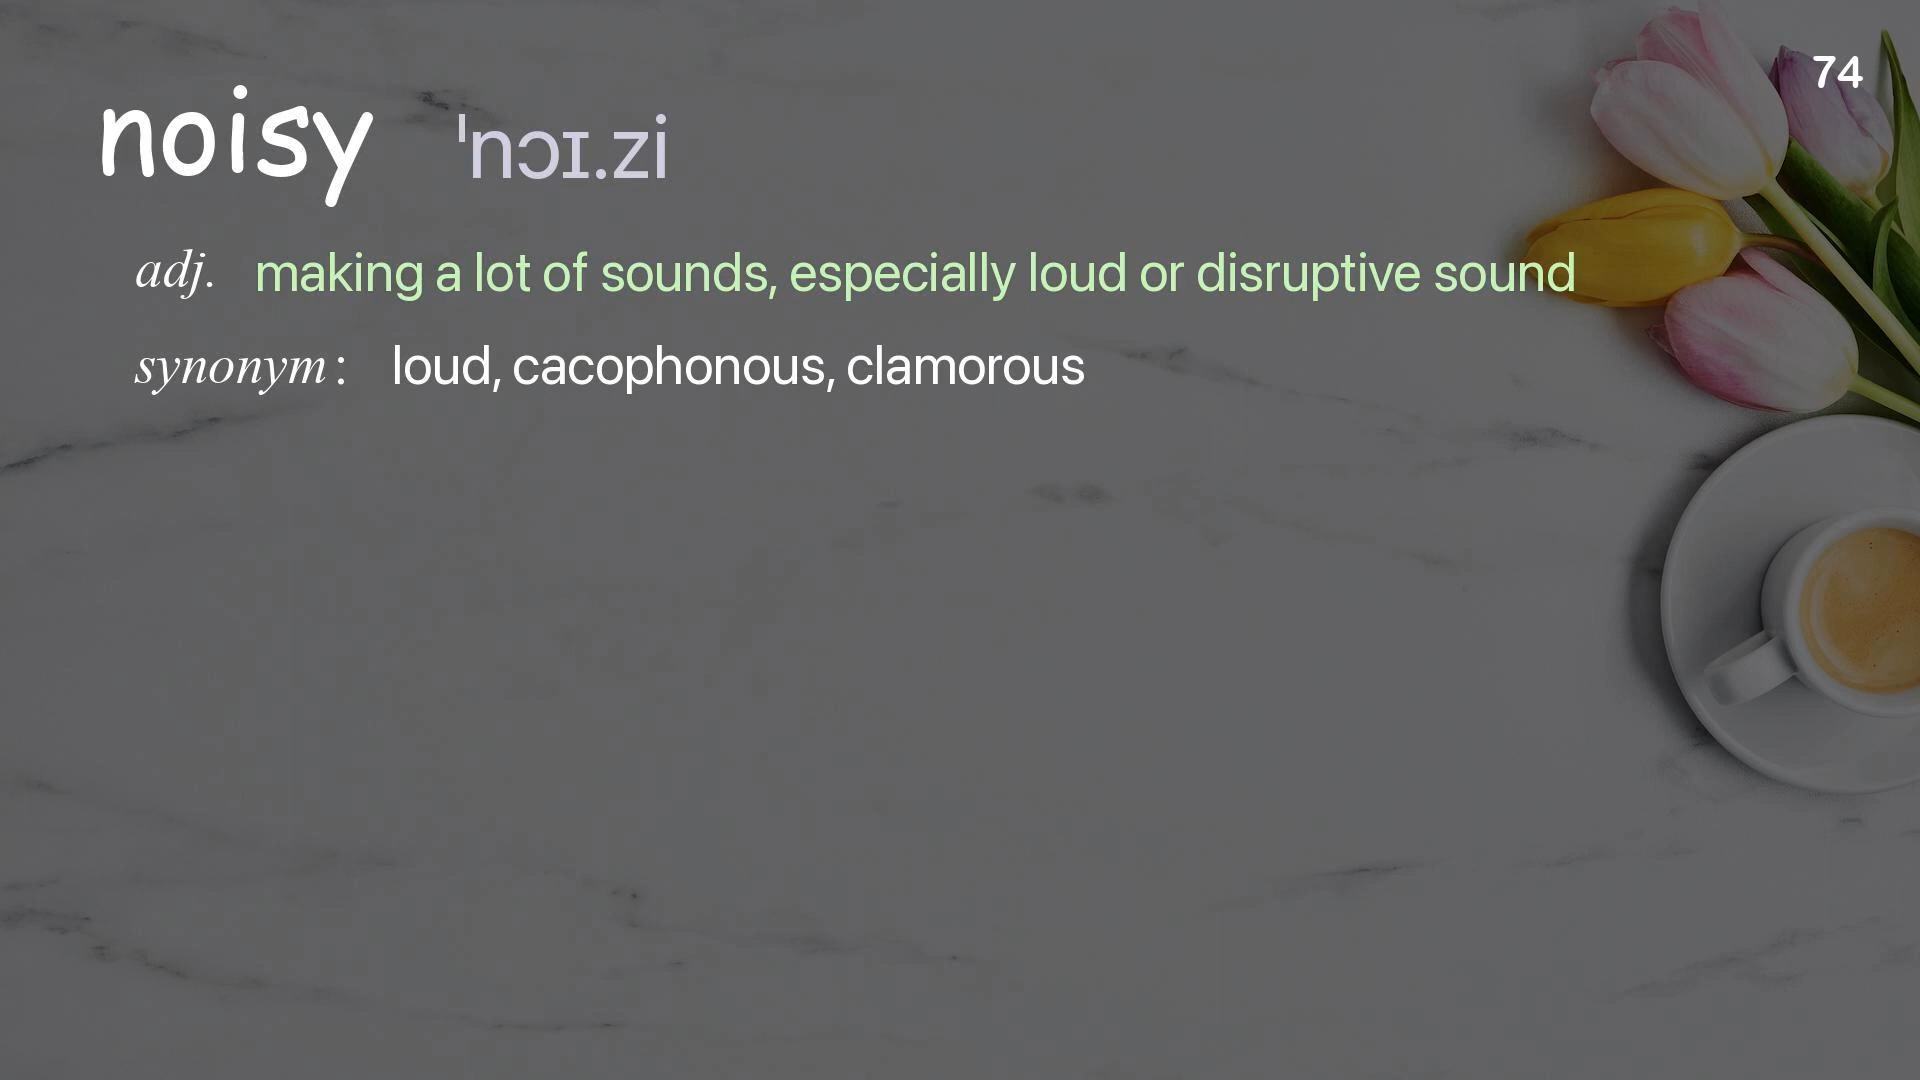 74
noisy ˈnɔɪ.zi
adj. making a lot of sounds, especially loud or disruptive sound
synonym: loud, cacophonous, clamorous